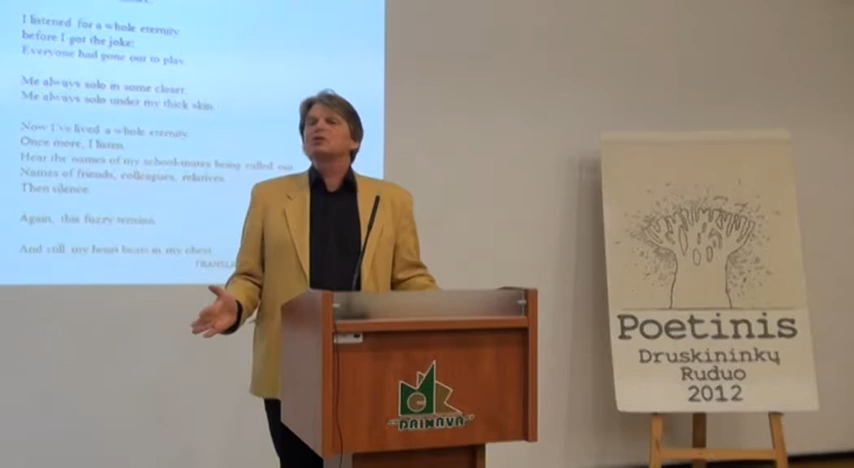 I listened for a whole eternity
before I got the joke:
Everyone had gone out to play.
Me always solo in some closet.
Me always solo under my thick skin.
Now I've lived a whole eternity.
Once more, I listen.
Hear the names of my school-mates being called out.
Names of friends, colleagues, relatives.
Then silence.
Again, this fuzzy tension.
And still my heart beats in my chest.
Poetinis
Druskininkų
Ruduo
2012
DAINAVA